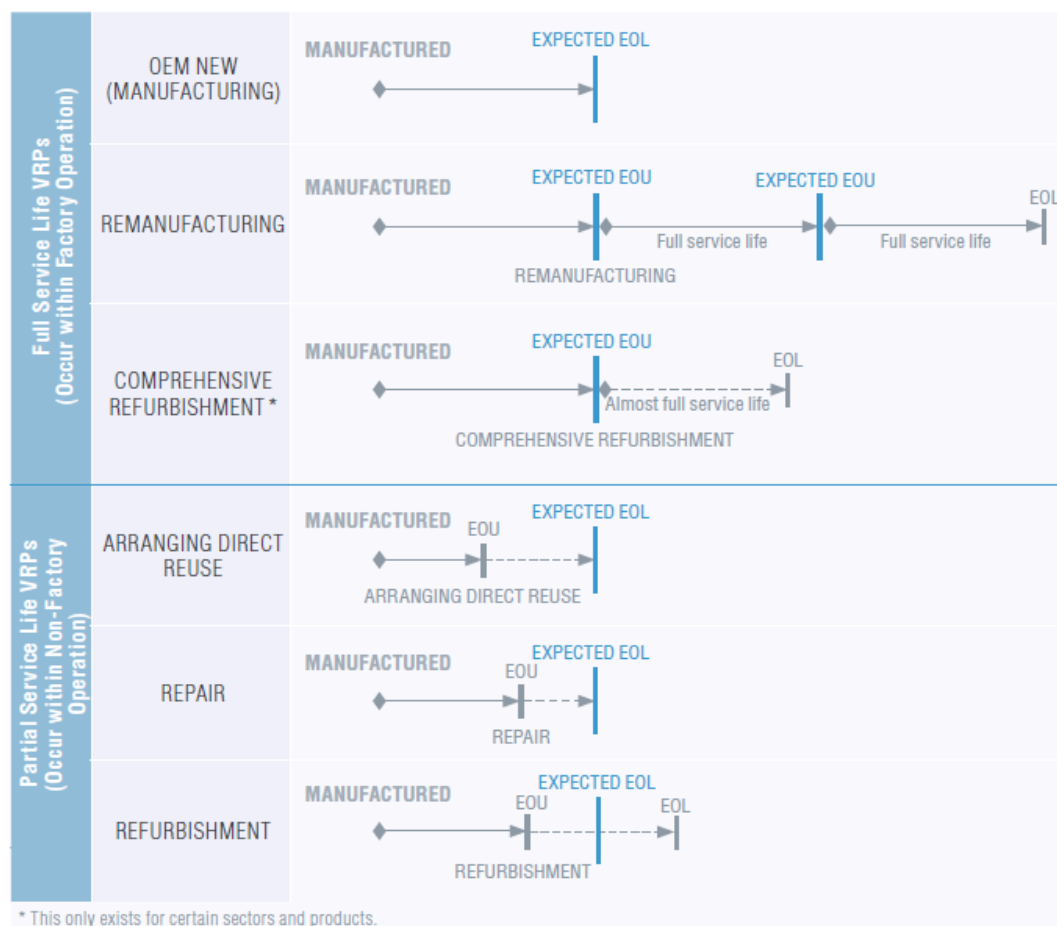 Full Service Life VRPs
(Occur within Factory Operation)
OEM NEW
(MANUFACTURING)
MANUFACTURED
EXPECTED EOL
REMANUFACTURING
MANUFACTURED
EXPECTED EOU
EXPECTED EOU
EOL
Full service life
Full service life
REMANUFACTURING
COMPREHENSIVE
REFURBISHMENT *
MANUFACTURED
EXPECTED EOU
EOL
Almost full service life
COMPREHENSIVE REFURBISHMENT
Partial Service Life VRPs
(Occur within Non-Factory
Operation)
ARRANGING DIRECT
REUSE
MANUFACTURED
EOU
EXPECTED EOL
ARRANGING DIRECT REUSE
REPAIR
MANUFACTURED
EOU
EXPECTED EOL
REPAIR
REFURBISHMENT
MANUFACTURED
EOU
EXPECTED EOL
EOL
REFURBISHMENT
* This only exists for certain sectors and products.